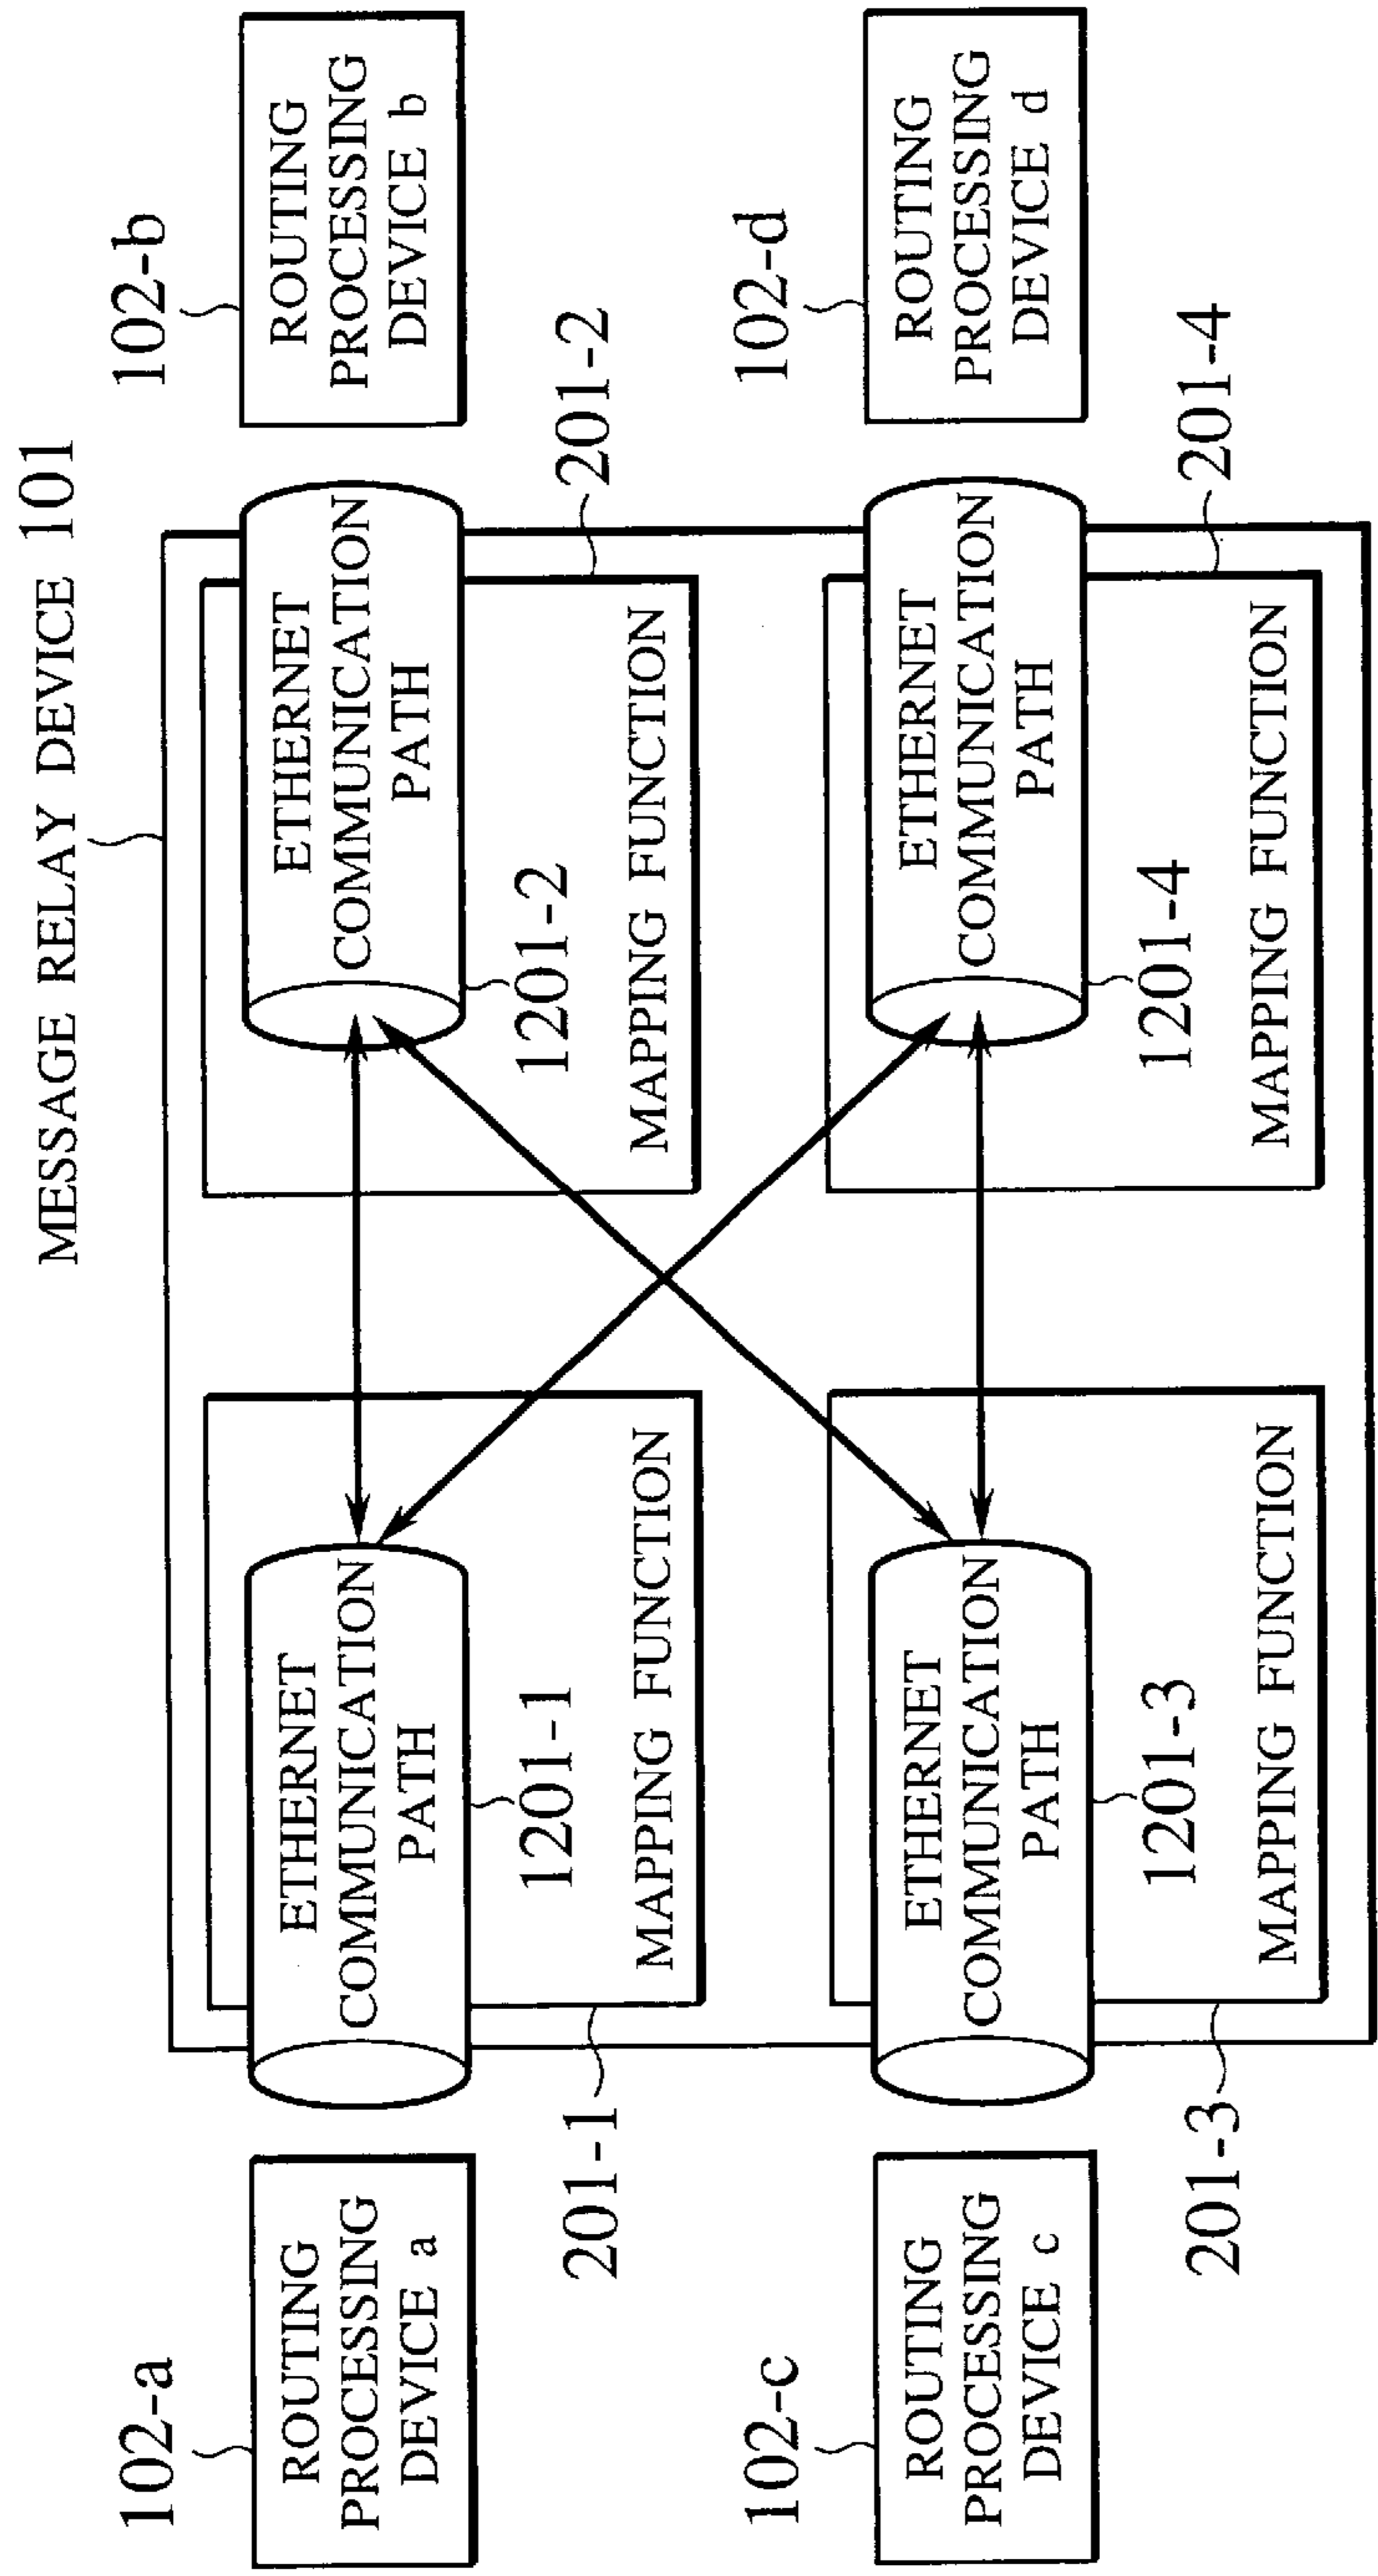 MESSAGE RELAY DEVICE 101
102-a
ROUTING
PROCESSING
DEVICE a
102-b
ROUTING
PROCESSING
DEVICE b
ETHERNET
COMMUNICATION
PATH
1201-1
MAPPING FUNCTION
201-1
ETHERNET
COMMUNICATION
PATH
1201-2
MAPPING FUNCTION
201-2
102-c
ROUTING
PROCESSING
DEVICE c
102-d
ROUTING
PROCESSING
DEVICE d
ETHERNET
COMMUNICATION
PATH
1201-3
MAPPING FUNCTION
201-3
ETHERNET
COMMUNICATION
PATH
1201-4
MAPPING FUNCTION
201-4